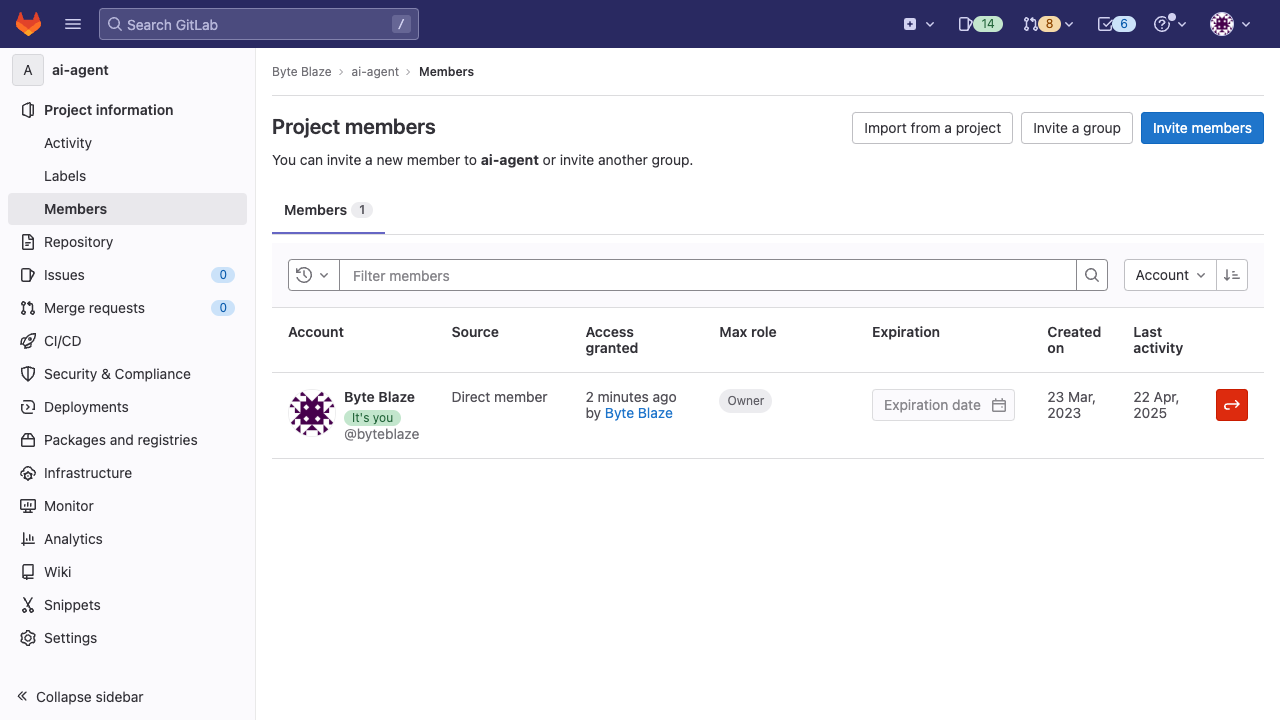 Search GitLab
/
14
8
6
A
ai-agent
Project information
Activity
Labels
Members
Repository
Issues
0
Merge requests
0
CI/CD
Security & Compliance
Deployments
Packages and registries
Infrastructure
Monitor
Analytics
Wiki
Snippets
Settings
Collapse sidebar
Byte Blaze
ai-agent
Members
Project members
Import from a project
Invite a group
Invite members
You can invite a new member to ai-agent or invite another group.
Members 1
Filter members
Account
Account
Source
Access
granted
Max role
Expiration
Created
on
Last
activity
Byte Blaze
It's you
@byteblaze
Direct member
2 minutes ago
by Byte Blaze
Owner
Expiration date
23 Mar,
2023
22 Apr,
2025